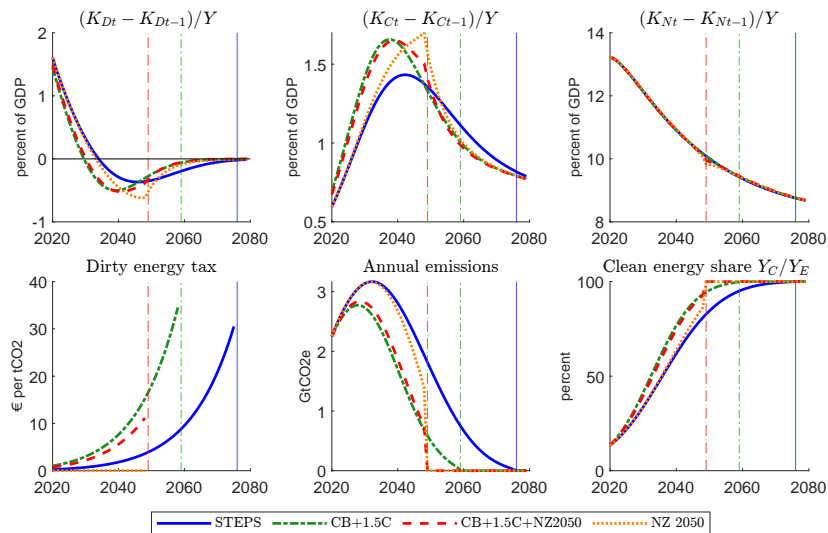 (K_{Dt} − K_{Dt−1})/Y
(K_{Ct} − K_{Ct−1})/Y
(K_{Nt} − K_{Nt−1})/Y
percent of GDP
2
1
0
-1
2020 2040 2060 2080
percent of GDP
1.5
1
0.5
2020 2040 2060 2080
percent of GDP
14
12
10
8
2020 2040 2060 2080
Dirty energy tax
Annual emissions
Clean energy share Y_C/Y_E
€ per tCO2
40
30
20
10
0
2020 2040 2060 2080
GtCO2e
3
2
1
0
2020 2040 2060 2080
percent
100
50
0
2020 2040 2060 2080
STEPS CB+1.5C CB+1.5C+NZ2050 NZ 2050